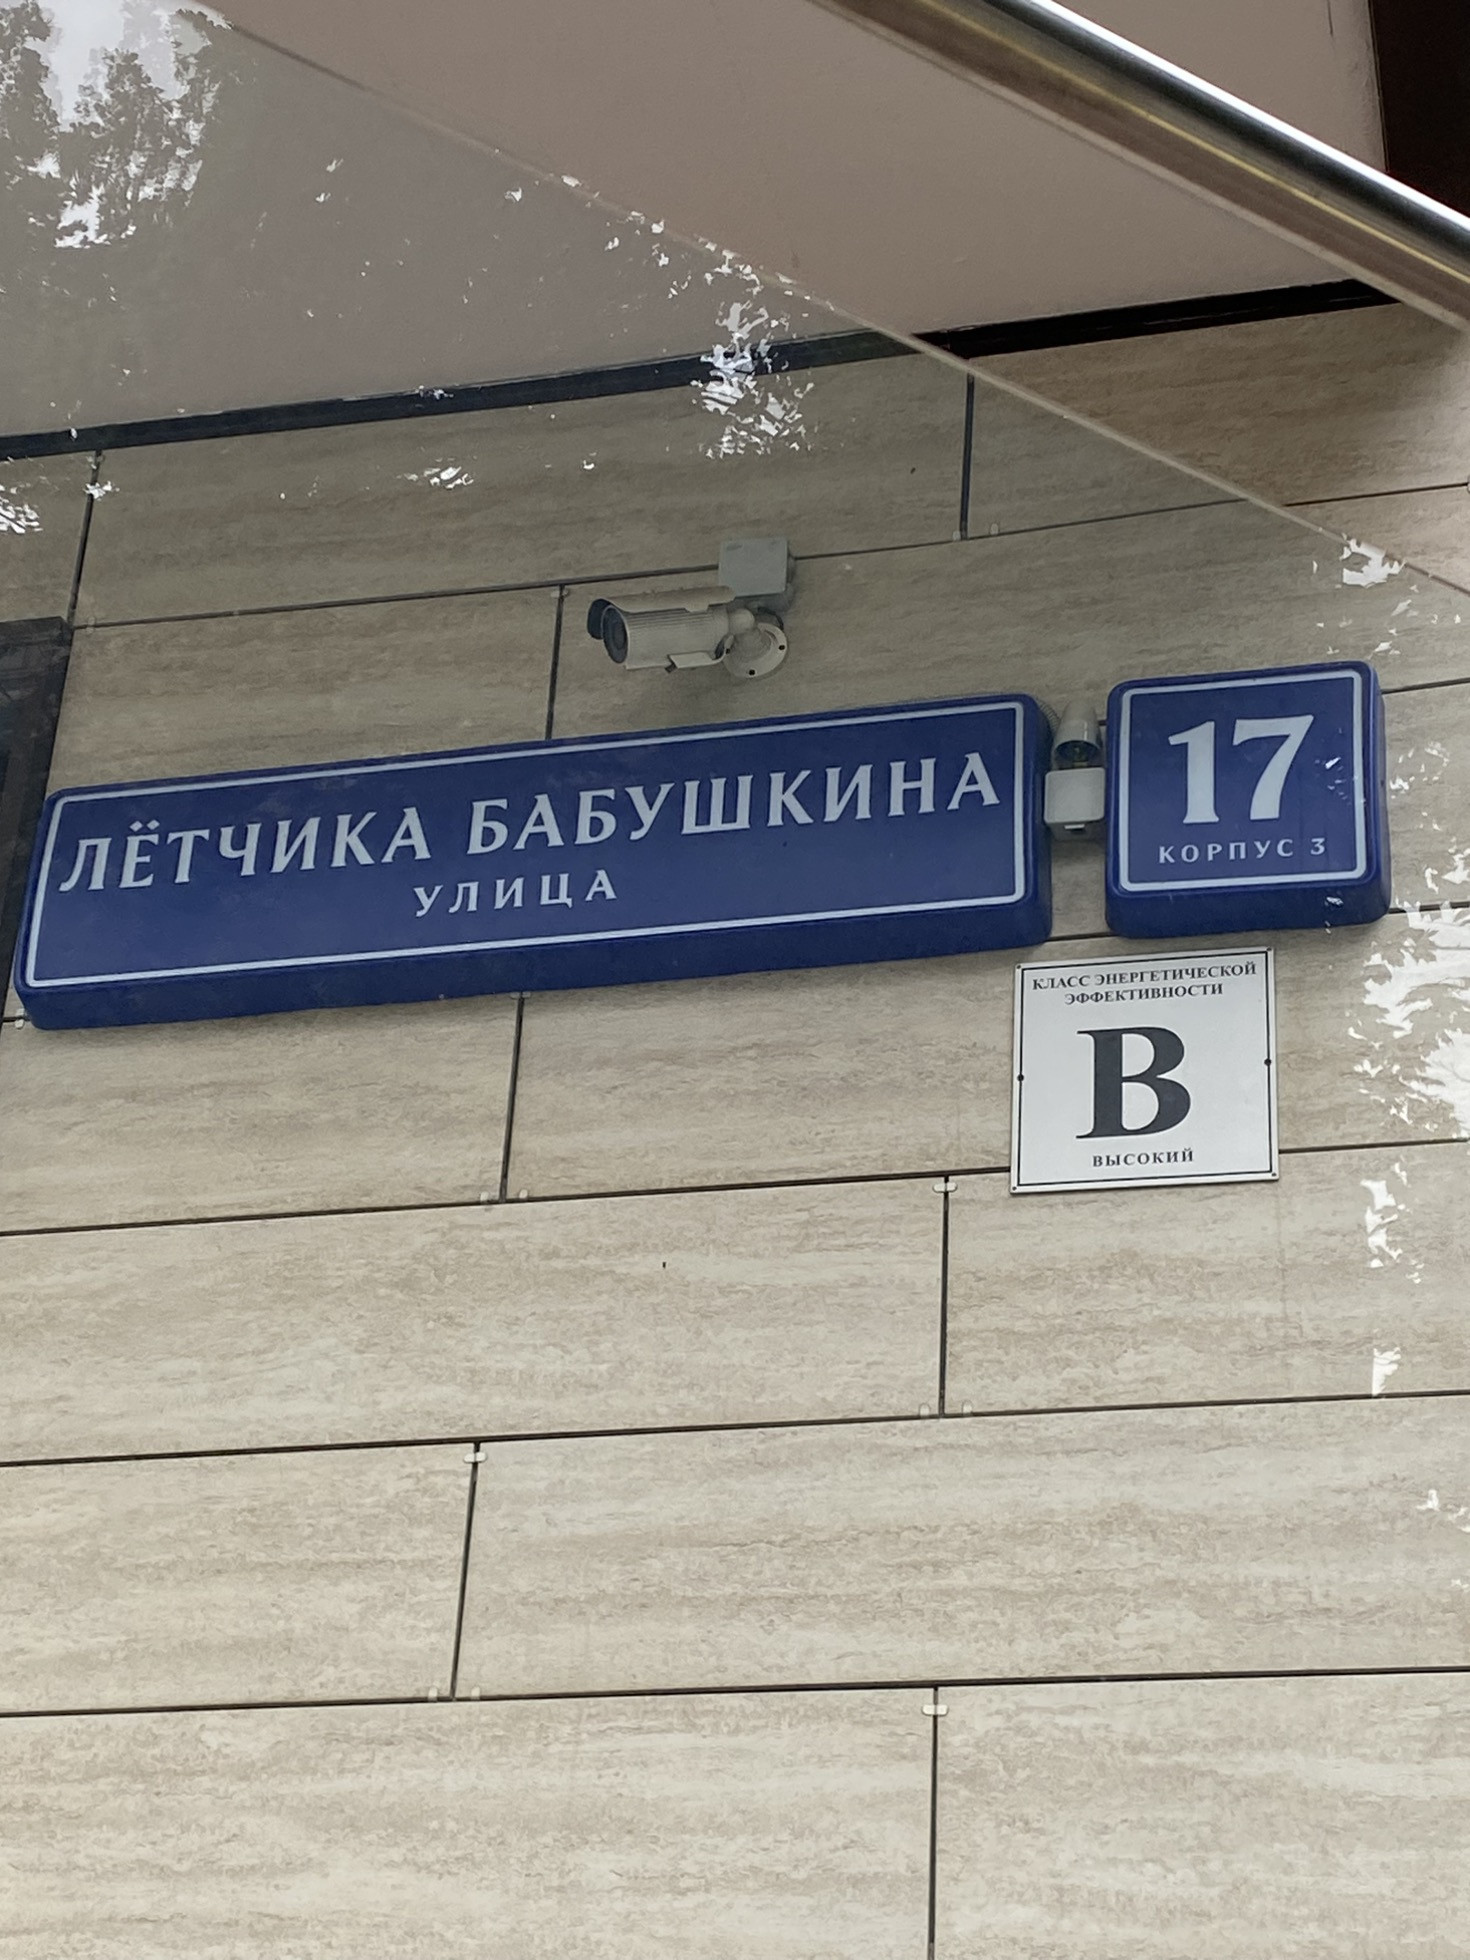 ЛЁТЧИКА БАБУШКИНА
УЛИЦА
17
КОРПУС 3
КЛАСС ЭНЕРГЕТИЧЕСКОЙ
ЭФФЕКТИВНОСТИ
В
ВЫСОКИЙ